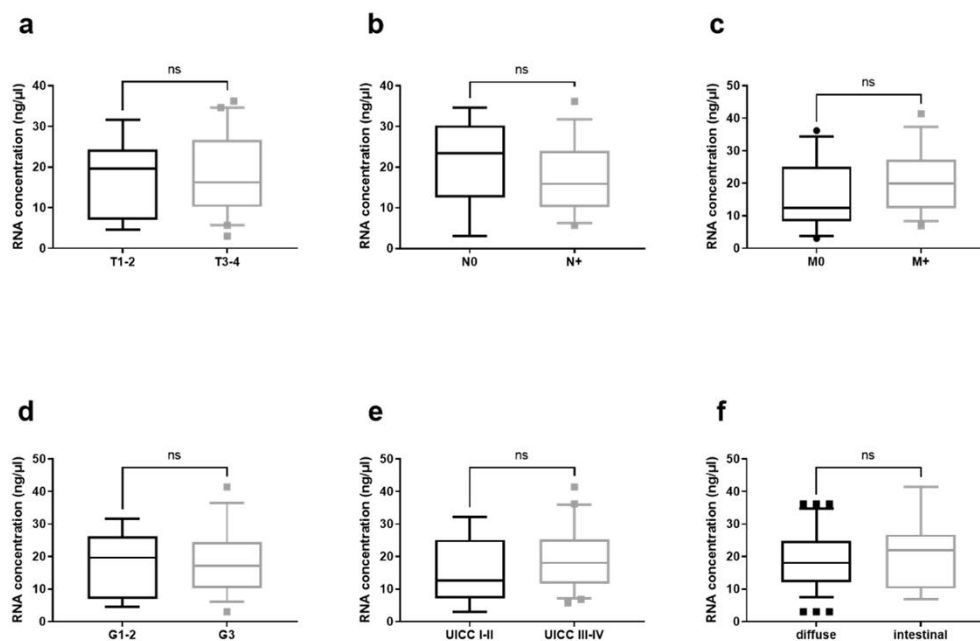 a
b
c
ns
ns
ns
RNA concentration (ng/µl)
40
30
20
10
0
T1-2
T3-4
RNA concentration (ng/µl)
40
30
20
10
0
N0
N+
RNA concentration (ng/µl)
50
40
30
20
10
0
M0
M+
d
e
f
ns
ns
ns
RNA concentration (ng/µl)
50
40
30
20
10
0
G1-2
G3
RNA concentration (ng/µl)
50
40
30
20
10
0
UICC I-II
UICC III-IV
RNA concentration (ng/µl)
50
40
30
20
10
0
diffuse
intestinal